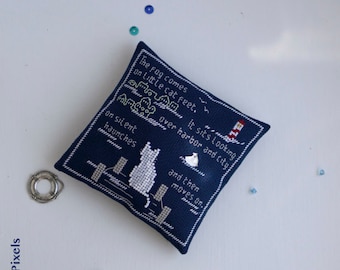 The fog comes
on little cat feet.
It sits looking
over harbor and city
on silent
haunches
and then
moves on.
Pixels